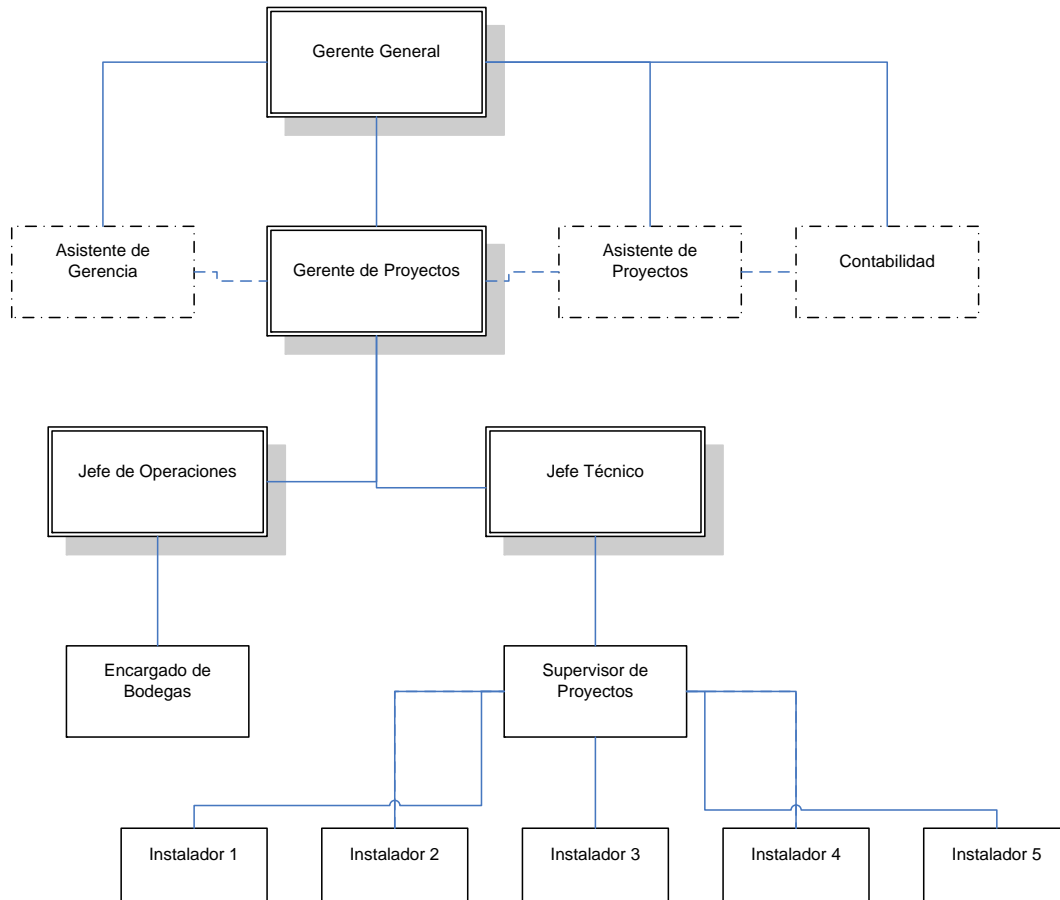 Gerente General
Asistente de
Gerencia
Gerente de Proyectos
Asistente de
Proyectos
Contabilidad
Jefe de Operaciones
Jefe Técnico
Encargado de
Bodegas
Supervisor de
Proyectos
Instalador 1
Instalador 2
Instalador 3
Instalador 4
Instalador 5